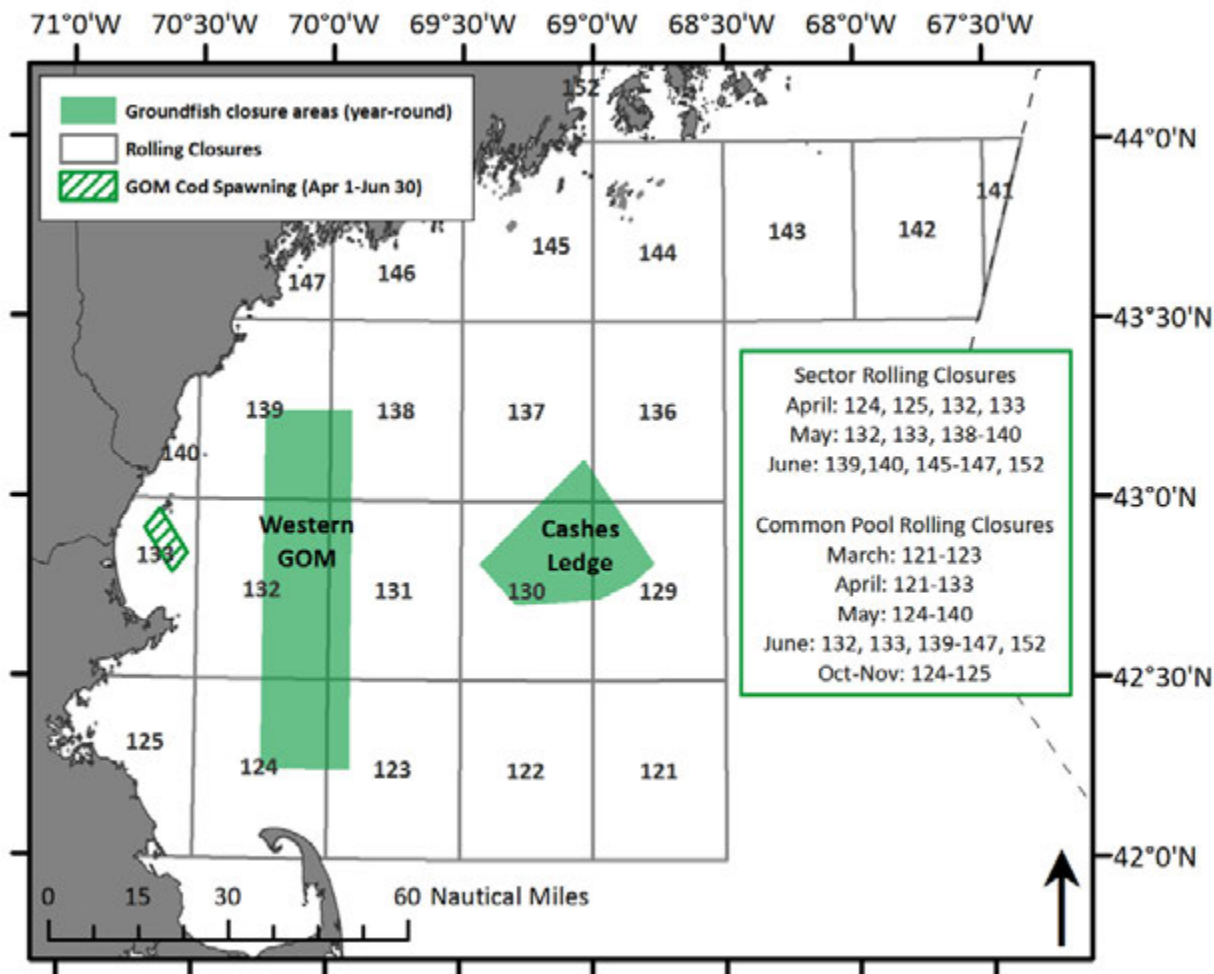 71°0'W 70°30'W 70°0'W 69°30'W 69°0'W 68°30'W 68°0'W 67°30'W
152
Groundfish closure areas (year-round)
Rolling Closures
GOM Cod Spawning (Apr 1-Jun 30)
44°0'N
141
145 144 143 142
147 146
43°30'N
139 138 137 136
140
43°0'N
Western
GOM
Cashes
Ledge
133
132 131 130 129
Sector Rolling Closures
April: 124, 125, 132, 133
May: 132, 133, 138-140
June: 139,140, 145-147, 152
Common Pool Rolling Closures
March: 121-123
April: 121-133
May: 124-140
June: 132, 133, 139-147, 152
Oct-Nov: 124-125
42°30'N
125 124 123 122 121
42°0'N
0 15 30 60 Nautical Miles